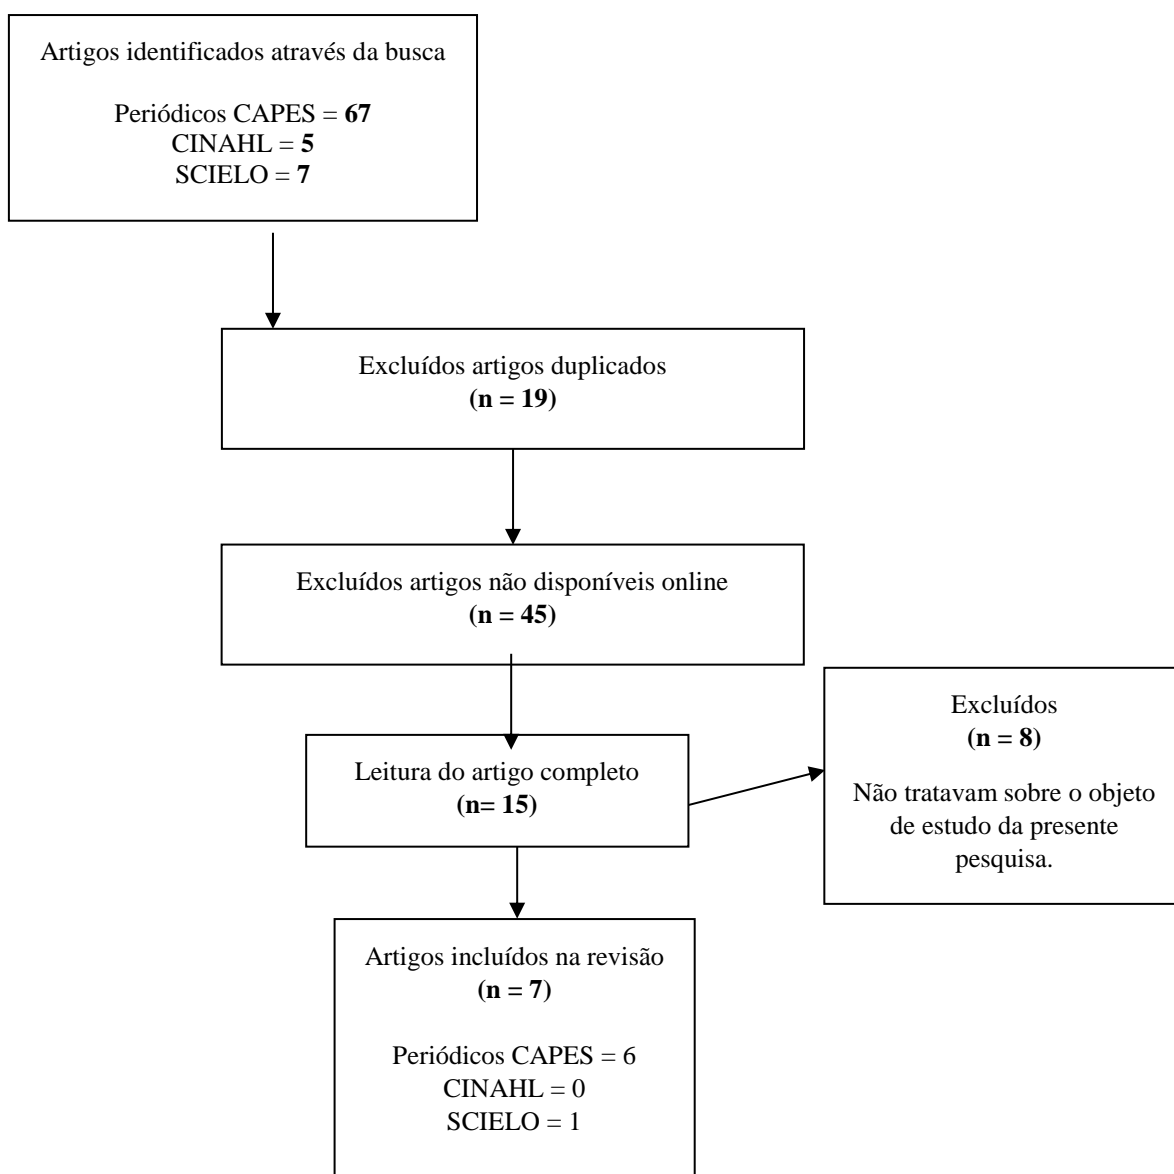 Artigos identificados através da busca
Periódicos CAPES = 67
CINAHL = 5
SCIELO = 7
Excluídos artigos duplicados
(n = 19)
Excluídos artigos não disponíveis online
(n = 45)
Leitura do artigo completo
(n= 15)
Excluídos
(n = 8)
Não tratavam sobre o objeto
de estudo da presente
pesquisa.
Artigos incluídos na revisão
(n = 7)
Periódicos CAPES = 6
CINAHL = 0
SCIELO = 1